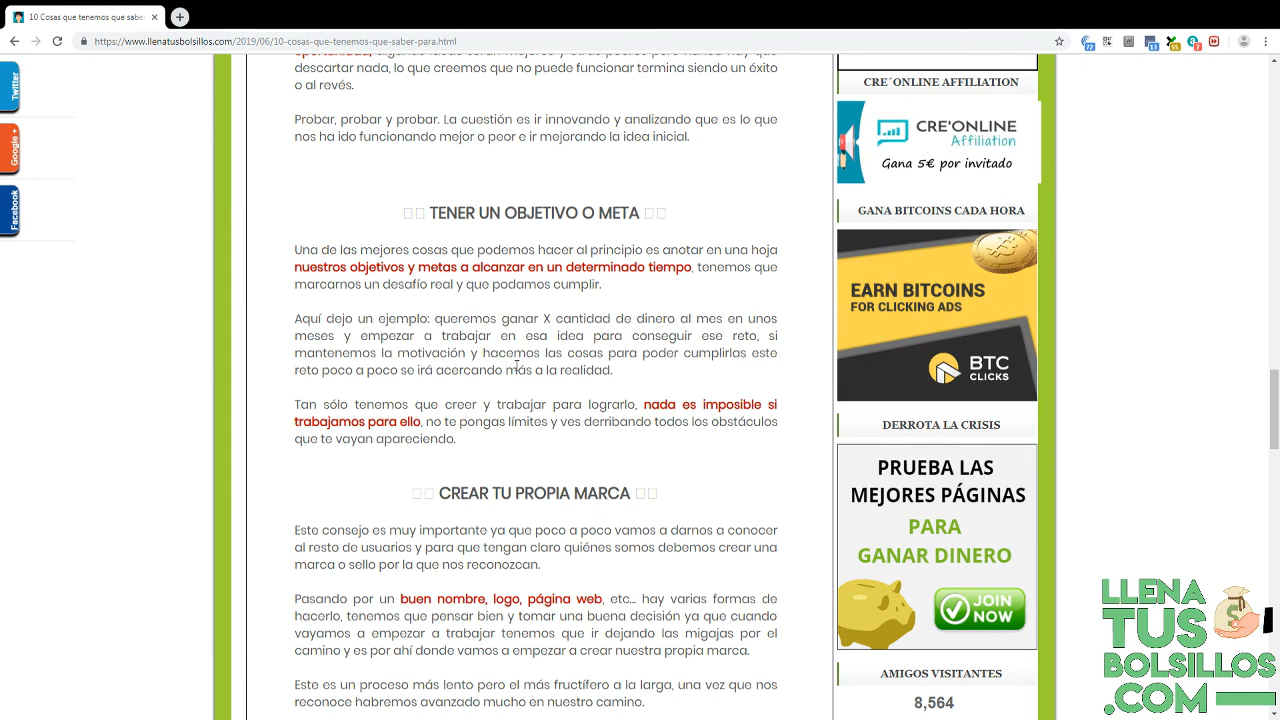 10 Cosas que tenemos que sabe
https://www.llenatusbolsillos.com/2019/06/10-cosas-que-tenemos-que-saber-para.html
Twitter
Google +
Facebook
descartar nada, lo que creemos que no puede funcionar termina siendo un éxito
o al revés.
Probar, probar y probar. La cuestión es ir innovando y analizando que es lo que
nos ha ido funcionando mejor o peor e ir mejorando la idea inicial.
TENER UN OBJETIVO O META
Una de las mejores cosas que podemos hacer al principio es anotar en una hoja
nuestros objetivos y metas a alcanzar en un determinado tiempo, tenemos que
marcarnos un desafío real y que podamos cumplir.
Aquí dejo un ejemplo: queremos ganar X cantidad de dinero al mes en unos
meses y empezar a trabajar en esa idea para conseguir ese reto, si
mantenemos la motivación y hacemos las cosas para poder cumplirlas este
reto poco a poco se irá acercando más a la realidad.
Tan sólo tenemos que creer y trabajar para lograrlo, nada es imposible si
trabajamos para ello, no te pongas límites y ves derribando todos los obstáculos
que te vayan apareciendo.
CREAR TU PROPIA MARCA
Este consejo es muy importante ya que poco a poco vamos a darnos a conocer
al resto de usuarios y para que tengan claro quiénes somos debemos crear una
marca o sello por la que nos reconozcan.
Pasando por un buen nombre, logo, página web, etc... hay varias formas de
hacerlo, tenemos que pensar bien y tomar una buena decisión ya que cuando
vayamos a empezar a trabajar tenemos que ir dejando las migajas por el
camino y es por ahí donde vamos a empezar a crear nuestra propia marca.
Este es un proceso más lento pero el más fructífero a la larga, una vez que nos
reconoce habremos avanzado mucho en nuestro camino.
CRE´ONLINE AFFILIATION
CRE'ONLINE
Affiliation
Gana 5€ por invitado
GANA BITCOINS CADA HORA
EARN BITCOINS
FOR CLICKING ADS
BTC
CLICKS
DERROTA LA CRISIS
PRUEBA LAS
MEJORES PÁGINAS
PARA
GANAR DINERO
JOIN
NOW
AMIGOS VISITANTES
8,564
LLENA
TUS
BOLSILLOS
.COM